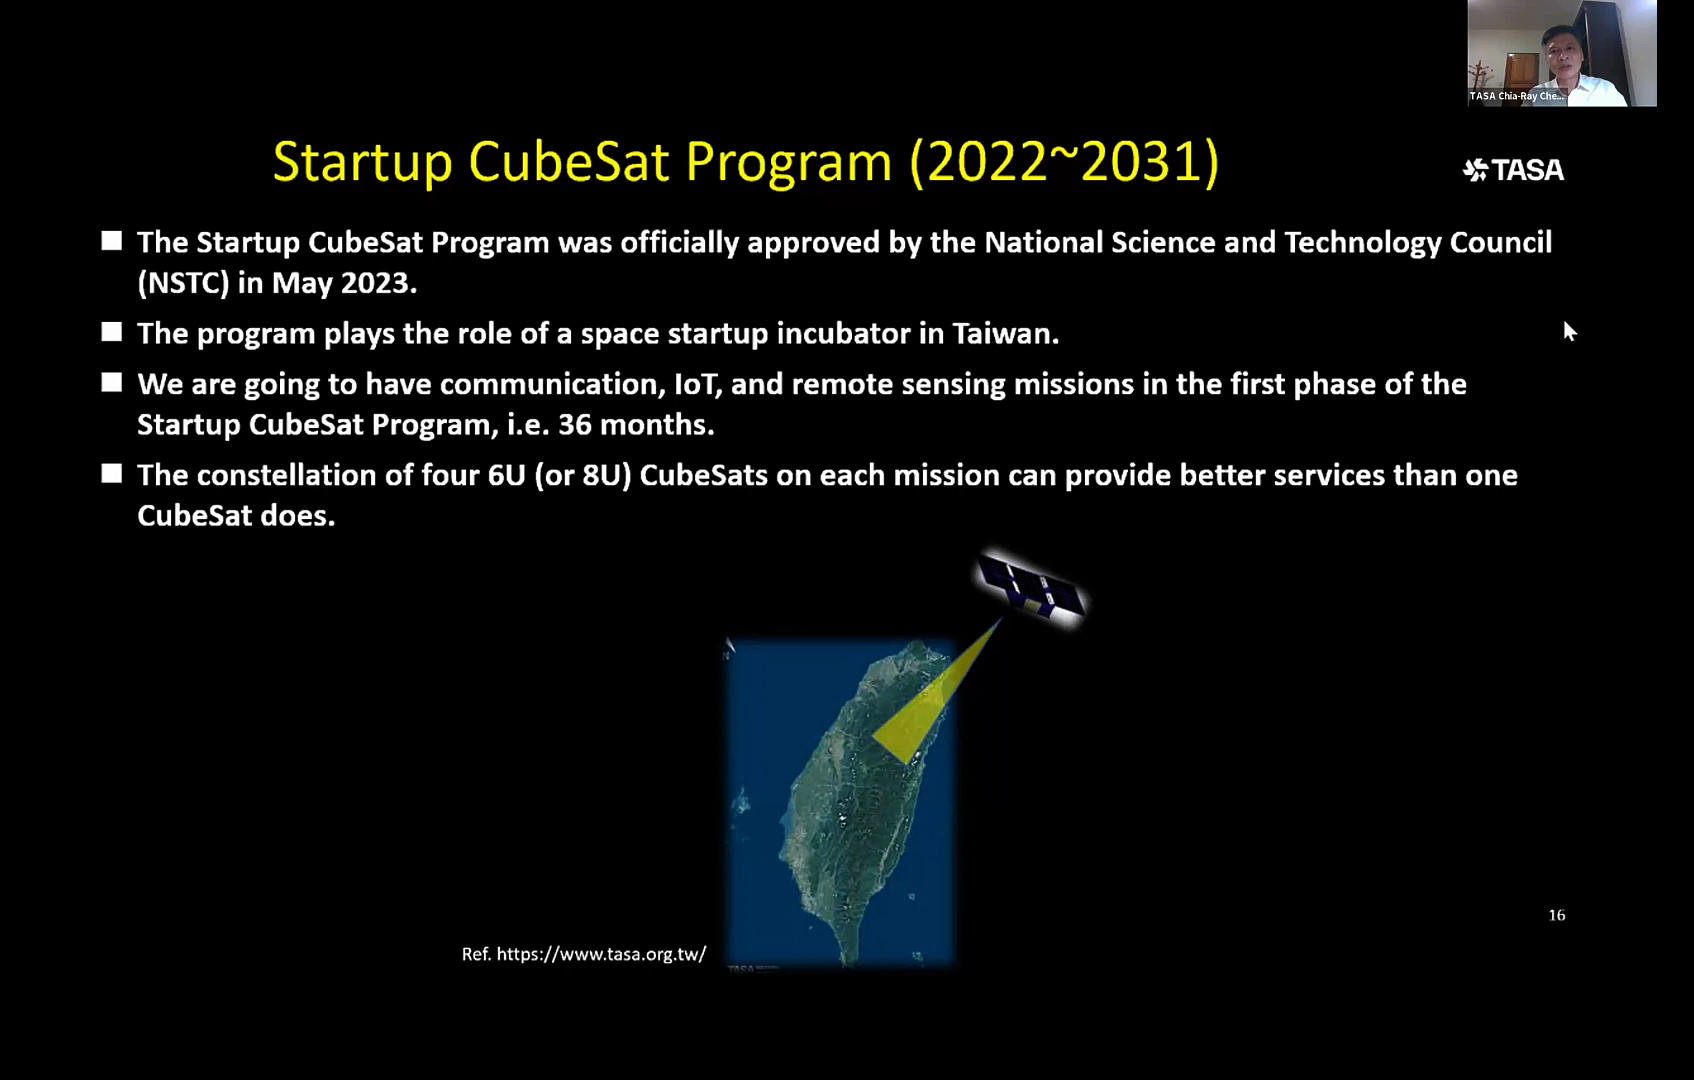 TASA Chia-Ray Che...
Startup CubeSat Program (2022~2031)
TASA
The Startup CubeSat Program was officially approved by the National Science and Technology Council
(NSTC) in May 2023.
The program plays the role of a space startup incubator in Taiwan.
We are going to have communication, IoT, and remote sensing missions in the first phase of the
Startup CubeSat Program, i.e. 36 months.
The constellation of four 6U (or 8U) CubeSats on each mission can provide better services than one
CubeSat does.
N
16
Ref. https://www.tasa.org.tw/
TASA